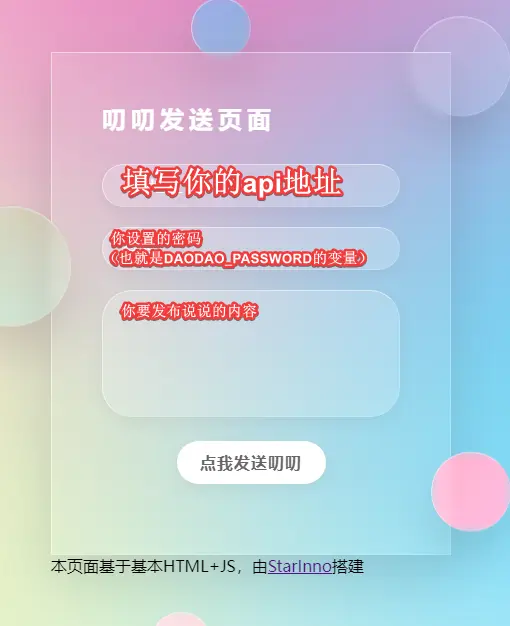 叨叨发送页面
填写你的api地址
你设置的密码
（也就是DAODAO_PASSWORD的变量）
你要发布说说的内容
点我发送叨叨
本页面基于基本HTML+JS，由StarInno搭建